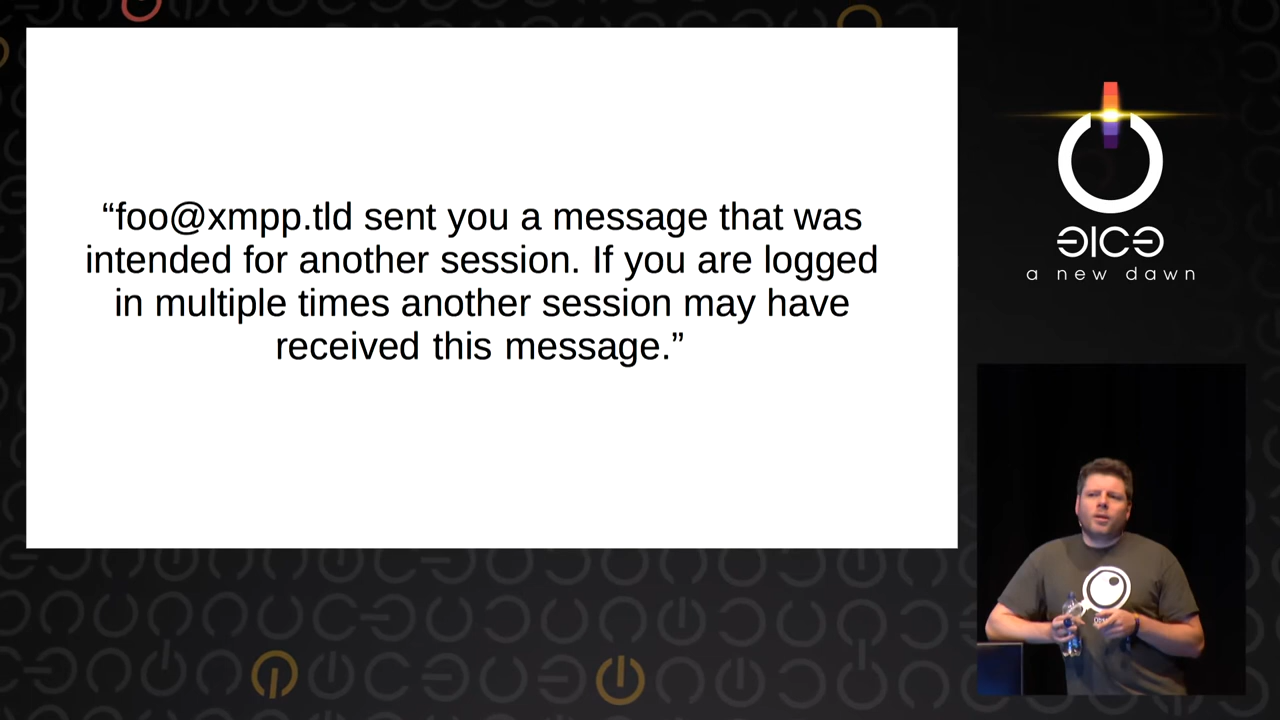 “foo@xmpp.tld sent you a message that was
intended for another session. If you are logged
in multiple times another session may have
received this message.”
a new dawn